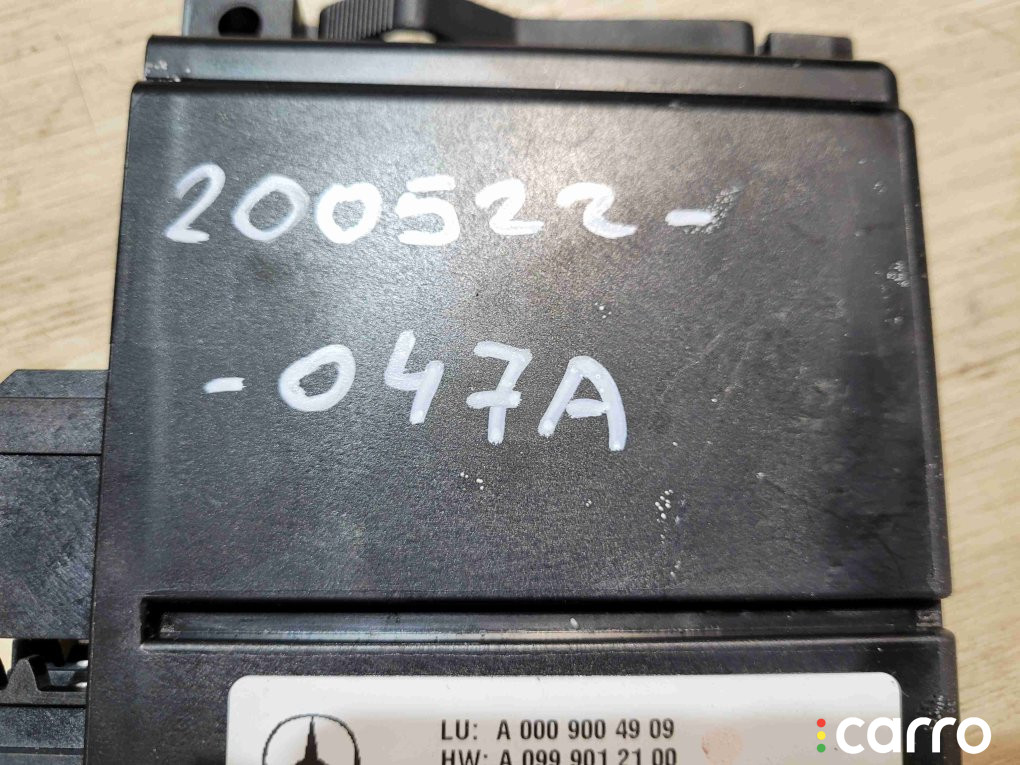 200522-
-047A
LU: A 000 900 49 09
HW: A 099 901 21 00
carro